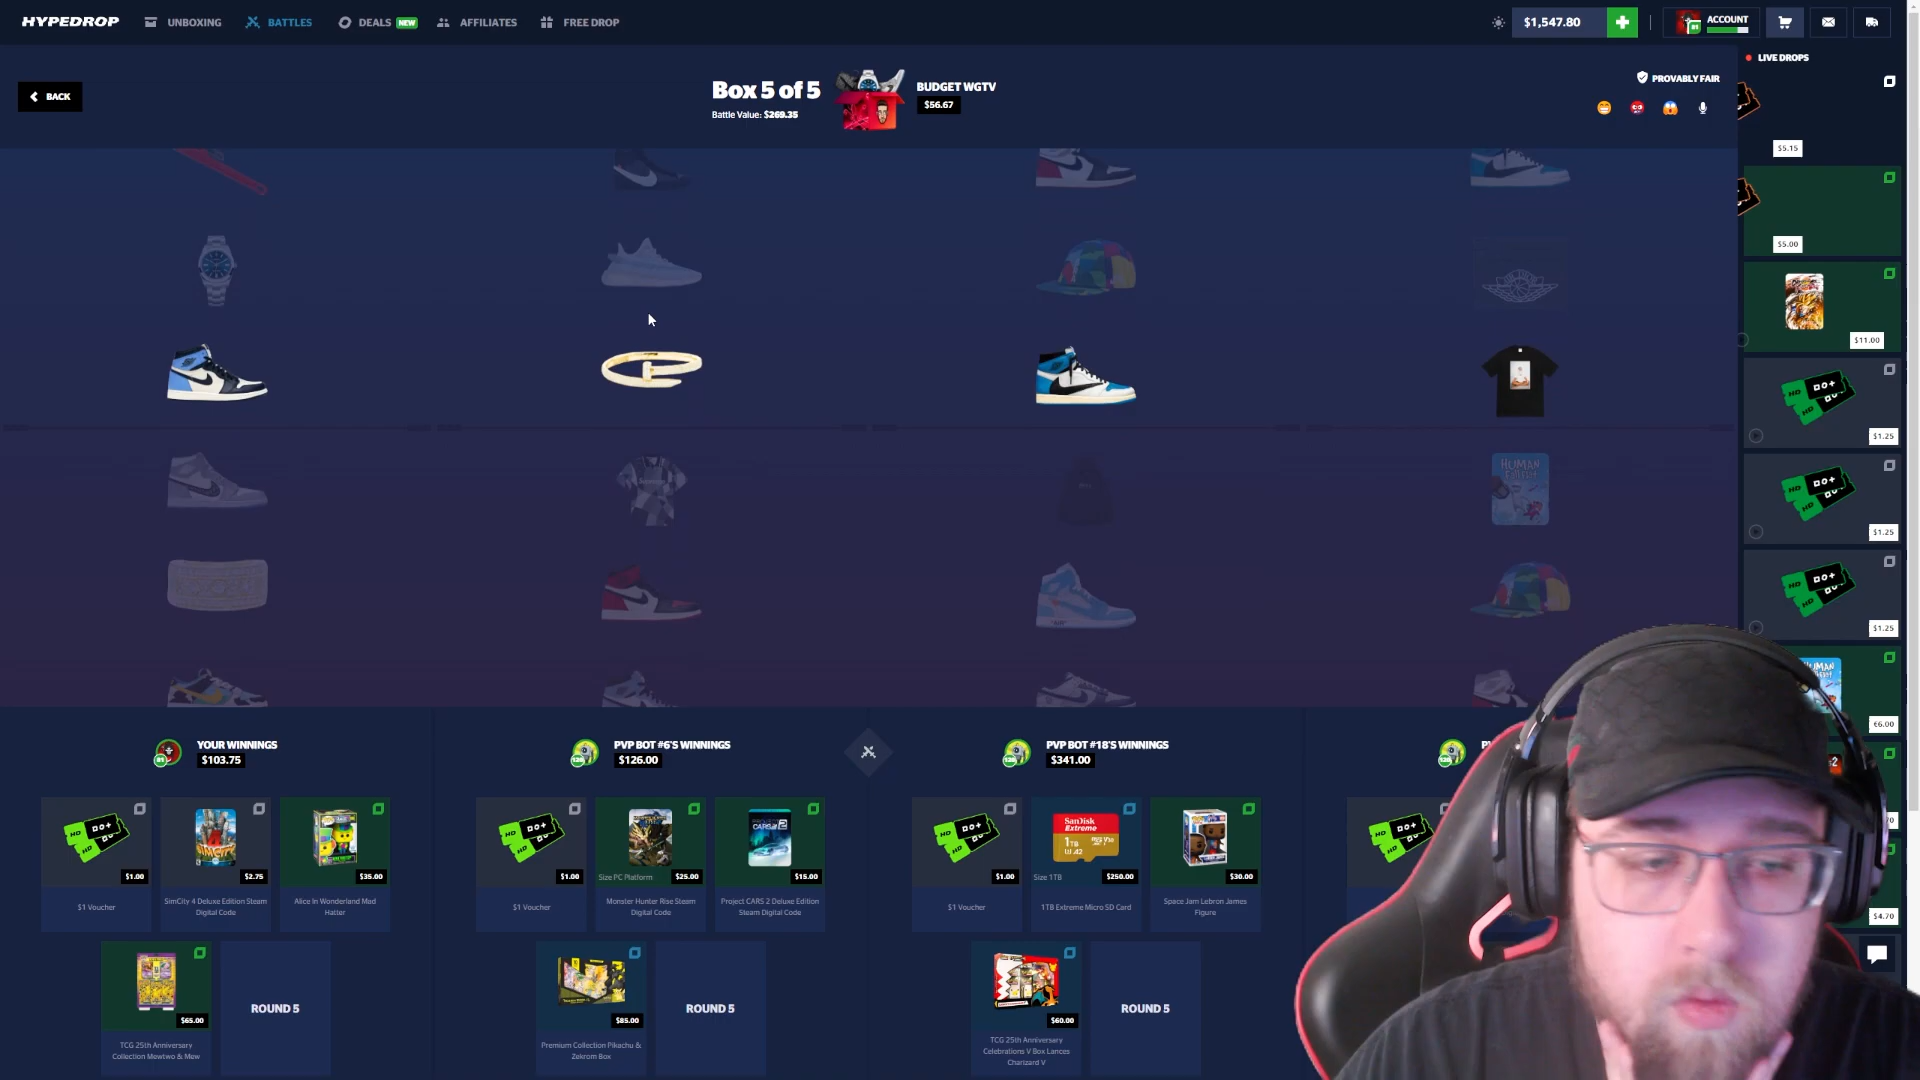 HYPEDROP
UNBOXING
BATTLES
DEALS NEW
AFFILIATES
FREE DROP
$1,547.80
ACCOUNT
81
LIVE DROPS
BACK
Box 5 of 5
Battle Value: $269.35
BUDGET WGTV
$56.67
PROVABLY FAIR
$5.15
$5.00
$11.00
$1.25
$1.25
$1.25
€6.00
$4.70
HUMAN
YOUR WINNINGS
$103.75
PVP BOT #6'S WINNINGS
$126.00
PVP BOT #18'S WINNINGS
$341.00
$1.00
$1 Voucher
$2.75
SimCity 4 Deluxe Edition Steam
Digital Code
$35.00
Alice In Wonderland Mad
Hatter
$65.00
TCG 25th Anniversary
Collection Mewtwo & Mew
ROUND 5
$1.00
$1 Voucher
Size PC Platform
$25.00
Monster Hunter Rise Steam
Digital Code
$15.00
Project CARS 2 Deluxe Edition
Steam Digital Code
$85.00
Premium Collection Pikachu &
Zekrom Box
ROUND 5
$1.00
$1 Voucher
SanDisk
Extreme
1TB
Size 1TB
$250.00
1TB Extreme Micro SD Card
$30.00
Space Jam Lebron James
Figure
$60.00
TCG 25th Anniversary
Celebrations V Box Lances
Charizard V
ROUND 5